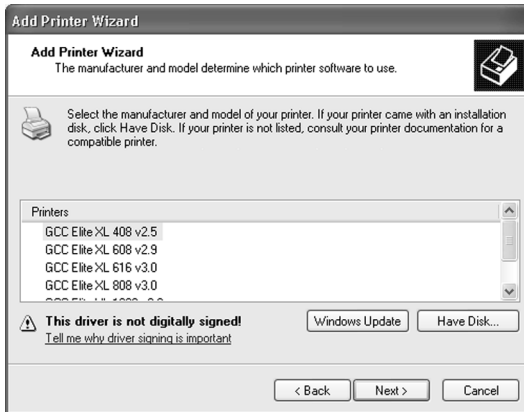 Add Printer Wizard
Add Printer Wizard
The manufacturer and model determine which printer software to use.
Select the manufacturer and model of your printer. If your printer came with an installation
disk, click Have Disk. If your printer is not listed, consult your printer documentation for a
compatible printer.
Printers
GCC Elite XL 408 v2.5
GCC Elite XL 608 v2.9
GCC Elite XL 616 v3.0
GCC Elite XL 808 v3.0
This driver is not digitally signed!
Tell me why driver signing is important
Windows Update
Have Disk...
< Back
Next >
Cancel